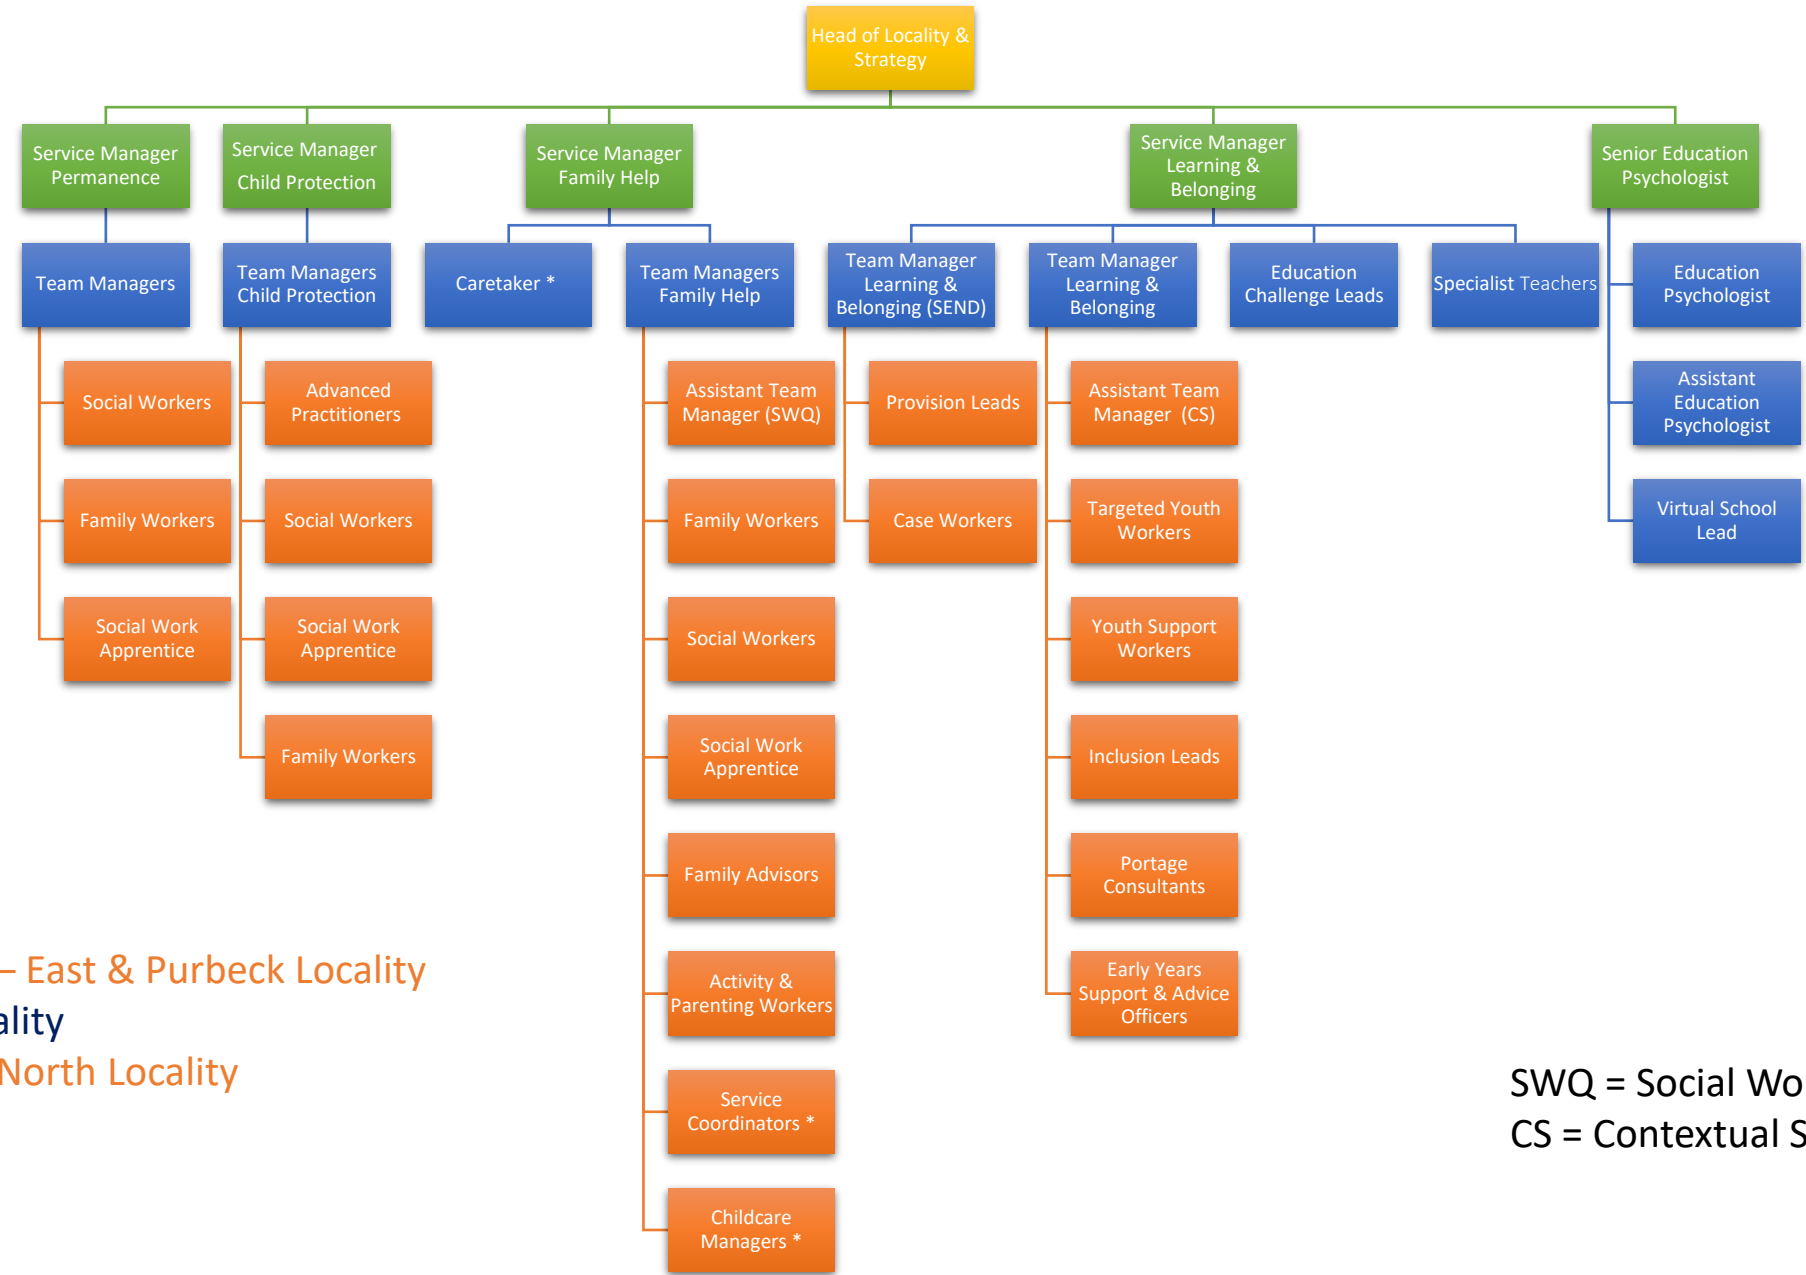 Head of Locality &
Strategy
Service Manager
Permanence
Service Manager
Child Protection
Service Manager
Family Help
Service Manager
Learning &
Belonging
Senior Education
Psychologist
Team Managers
Team Managers
Child Protection
Caretaker *
Team Managers
Family Help
Team Manager
Learning &
Belonging (SEND)
Team Manager
Learning &
Belonging
Education
Challenge Leads
Specialist Teachers
Education
Psychologist
Social Workers
Advanced
Practitioners
Assistant Team
Manager (SWQ)
Provision Leads
Assistant Team
Manager (CS)
Assistant
Education
Psychologist
Family Workers
Social Workers
Family Workers
Case Workers
Targeted Youth
Workers
Virtual School
Lead
Social Work
Apprentice
Social Work
Apprentice
Social Workers
Youth Support
Workers
Family Workers
Social Work
Apprentice
Inclusion Leads
Family Advisors
Portage
Consultants
Activity &
Parenting Workers
Early Years
Support & Advice
Officers
Service
Coordinators *
Childcare
Managers *
– East & Purbeck Locality
ality
North Locality
SWQ = Social Wo
CS = Contextual S